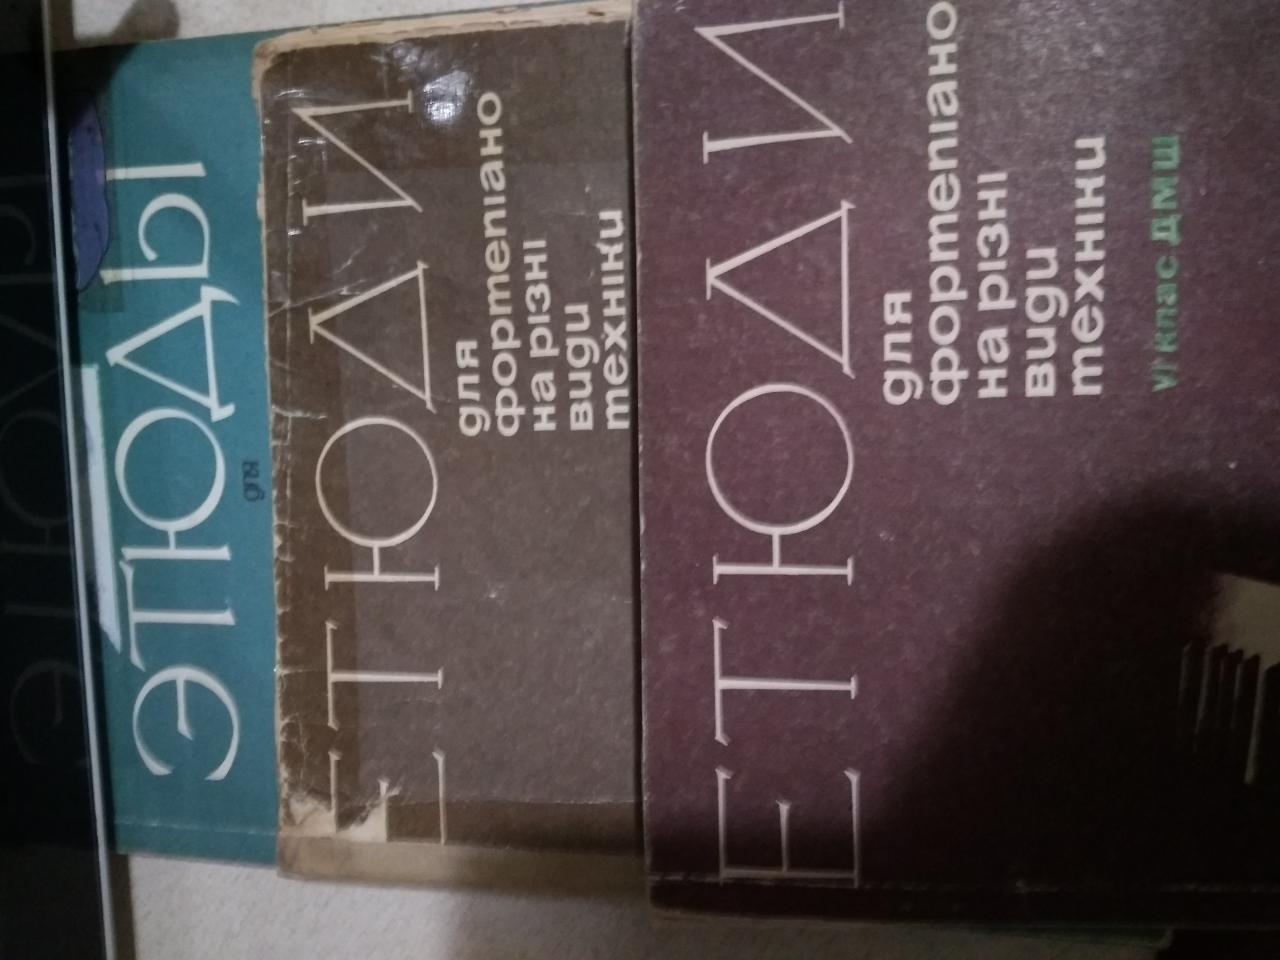 ЭТЮДЫ
для
ЕТЮДИ
для
фортепіано
на різні
види
техніки
ЕТЮДИ
для
фортепіано
на різні
види
техніки
VI клас ДМШ